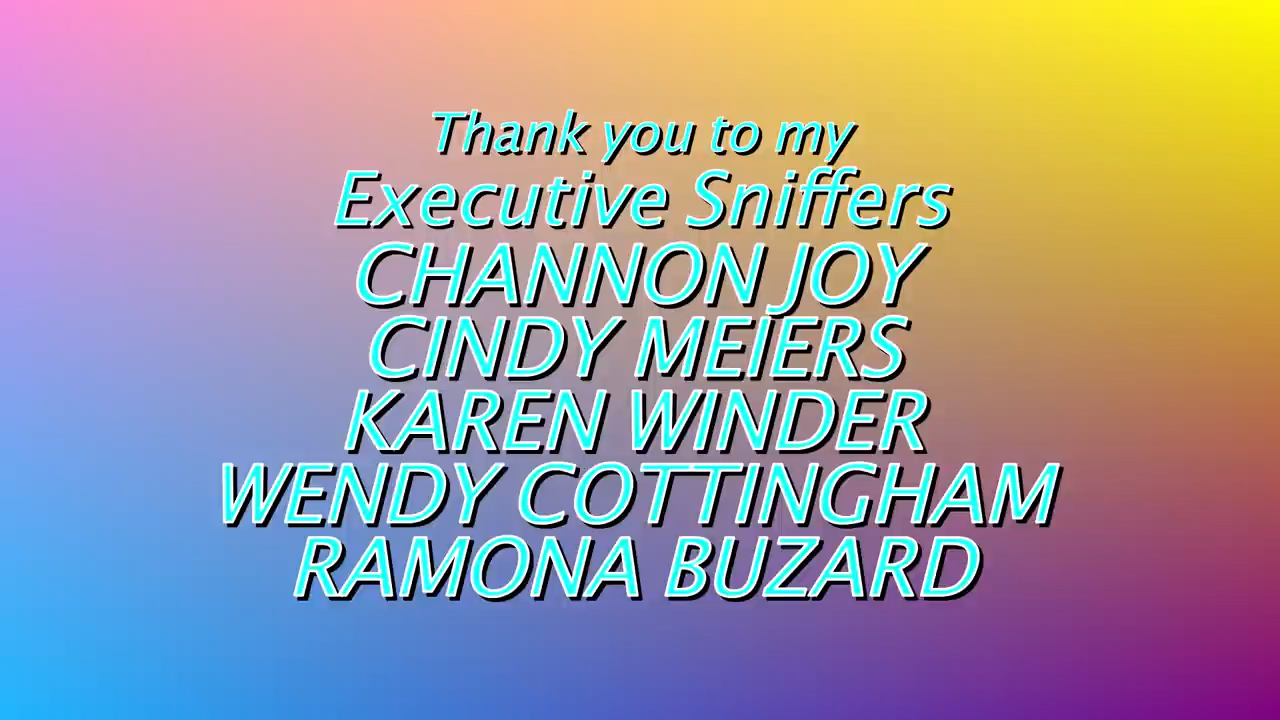 Thank you to my
Executive Sniffers
CHANNON JOY
CINDY MEIERS
KAREN WINDER
WENDY COTTINGHAM
RAMONA BUZARD